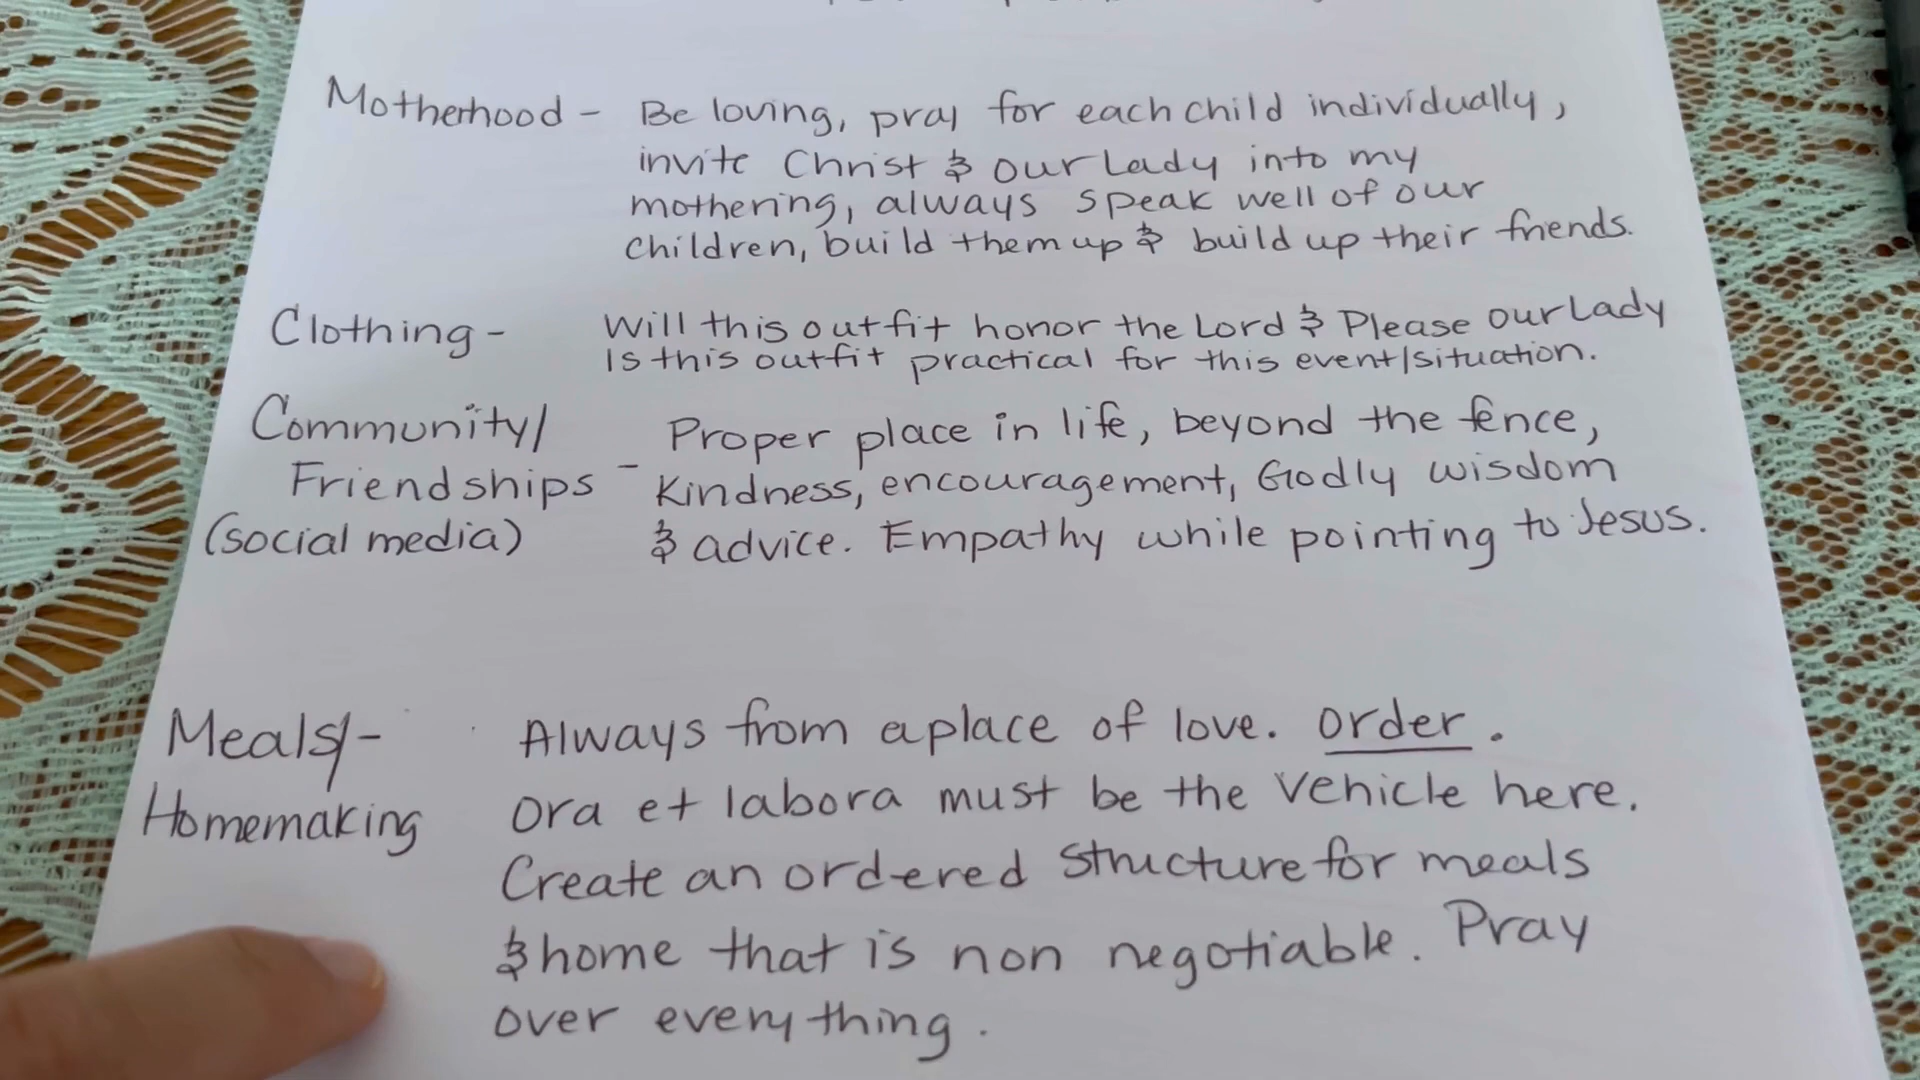 Motherhood - Be loving, pray for each child individually,
invite Christ & our Lady into my
mothering, always speak well of our
children, build them up & build up their friends.
Clothing - Will this outfit honor the Lord & Please our Lady
Is this outfit practical for this event/situation.
Community/
Friendships - Proper place in life, beyond the fence,
(social media) Kindness, encouragement, Godly wisdom
& advice. Empathy while pointing to Jesus.
Meals/- Always from a place of love. Order.
Homemaking Ora et labora must be the vehicle here.
Create an ordered structure for meals
& home that is non negotiable. Pray
over everything.